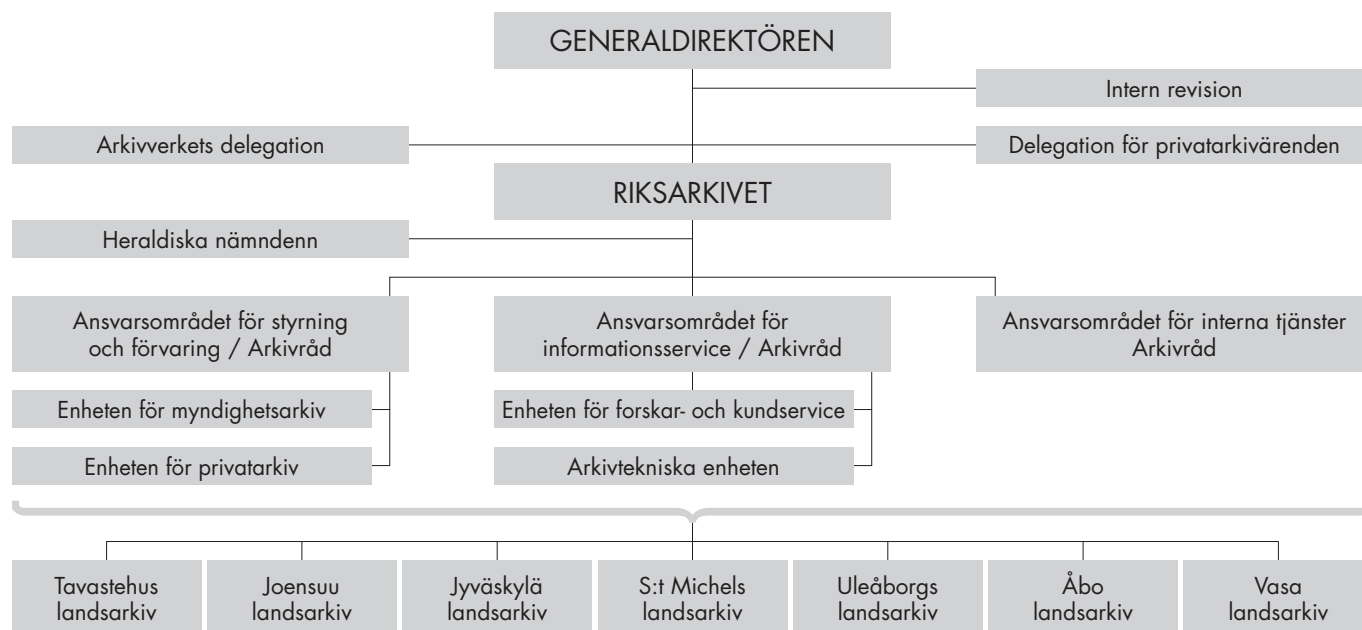 GENERALDIREKTÖREN
Intern revision
Arkivverkets delegation
Delegation för privatarkivärenden
RIKSARKIVET
Heraldiska nämndenn
Ansvarsområdet för styrning
och förvaring / Arkivråd
Ansvarsområdet för
informationsservice / Arkivråd
Ansvarsområdet för interna tjänster
Arkivråd
Enheten för myndighetsarkiv
Enheten för forskar- och kundservice
Enheten för privatarkiv
Arkivtekniska enheten
Tavastehus
landsarkiv
Joensuu
landsarkiv
Jyväskylä
landsarkiv
S:t Michels
landsarkiv
Uleåborgs
landsarkiv
Åbo
landsarkiv
Vasa
landsarkiv